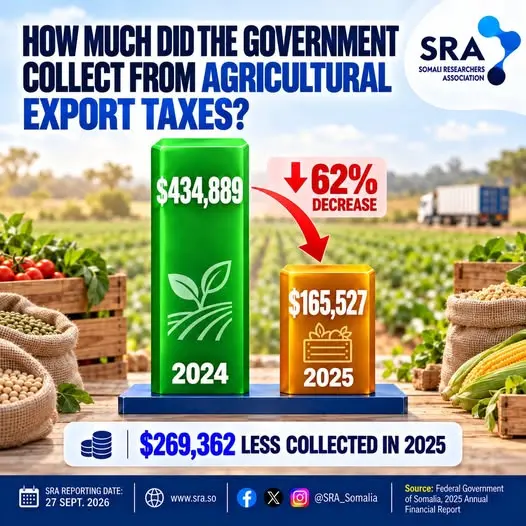 HOW MUCH DID THE GOVERNMENT
COLLECT FROM AGRICULTURAL
EXPORT TAXES?
SRA
SOMALI RESEARCHERS
ASSOCIATION
$434,889
62%
DECREASE
$165,527
2024
2025
$269,362 LESS COLLECTED IN 2025
SRA REPORTING DATE:
27 SEPT. 2026
www.sra.so
@SRA_Somalia
Source: Federal Government
of Somalia, 2025 Annual
Financial Report